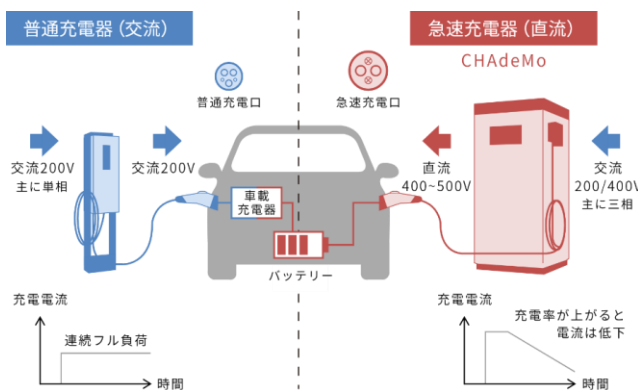 普通充電器（交流）
急速充電器（直流）
CHAdeMo
普通充電口
急速充電口
交流200V
主に単相
交流200V
直流
400~500V
交流
200/400V
主に三相
車載
充電器
バッテリー
充電電流
連続フル負荷
時間
充電電流
充電率が上がると
電流は低下
時間